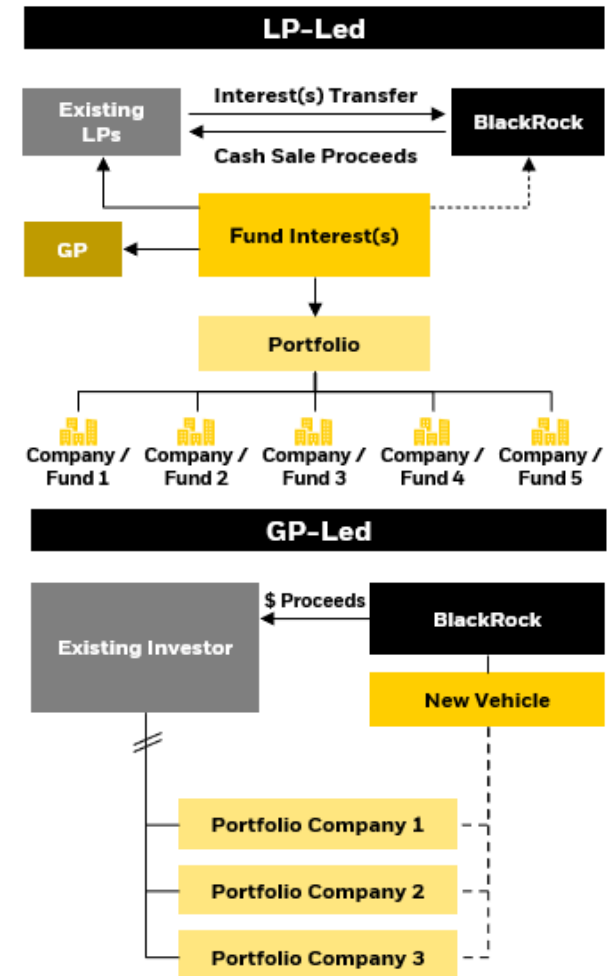 LP-Led
Existing
LPs
Interest(s) Transfer
BlackRock
Cash Sale Proceeds
Fund Interest(s)
GP
Portfolio
Company /
Fund 1
Company /
Fund 2
Company /
Fund 3
Company /
Fund 4
Company /
Fund 5
GP-Led
Existing Investor
$ Proceeds
BlackRock
New Vehicle
Portfolio Company 1
Portfolio Company 2
Portfolio Company 3